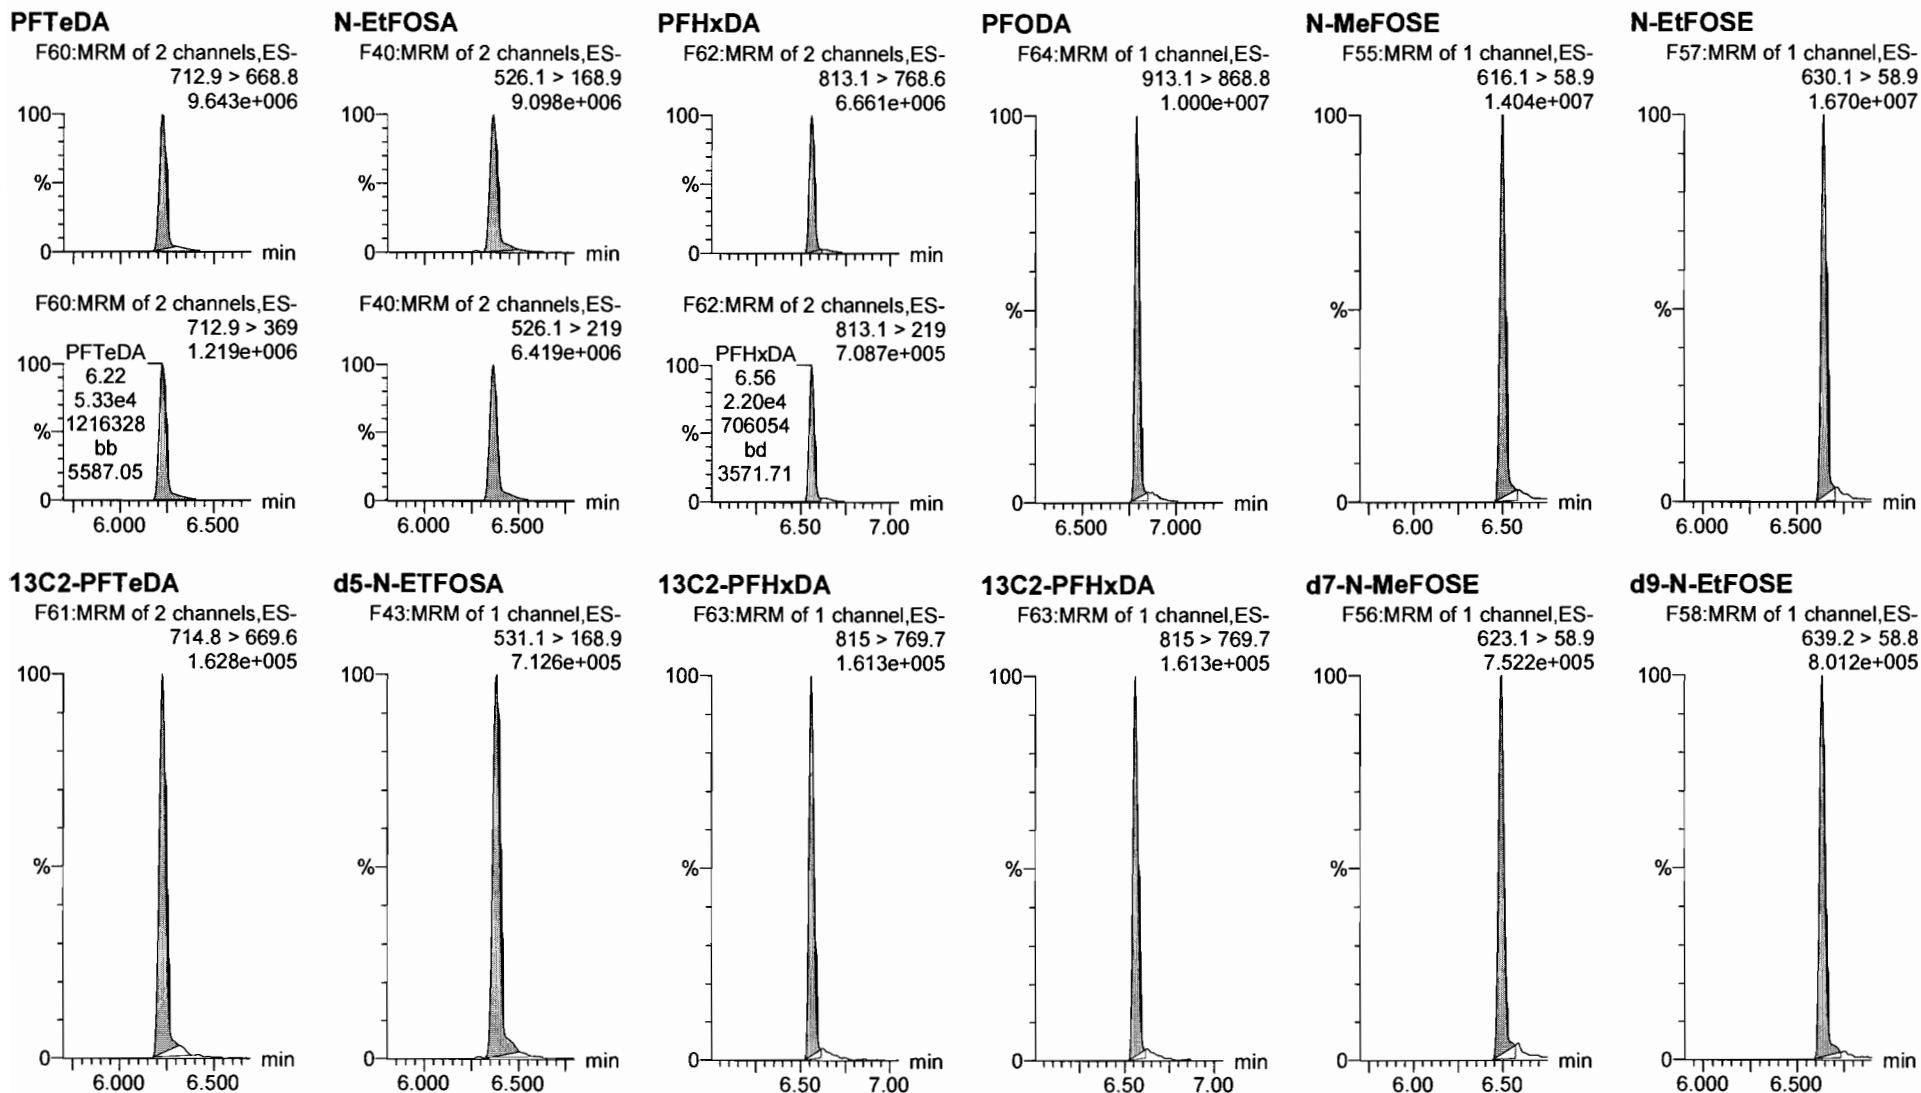 PFTeDA
F60:MRM of 2 channels,ES-
712.9 > 668.8
9.643e+006
100
%
0
min
F60:MRM of 2 channels,ES-
712.9 > 369
1.219e+006
PFTeDA
6.22
5.33e4
1216328
bb
5587.05
100
%
0
min
6.000 6.500
N-EtFOSA
F40:MRM of 2 channels,ES-
526.1 > 168.9
9.098e+006
100
%
0
min
F40:MRM of 2 channels,ES-
526.1 > 219
6.419e+006
100
%
0
min
6.000 6.500
PFHxDA
F62:MRM of 2 channels,ES-
813.1 > 768.6
6.661e+006
100
%
0
min
F62:MRM of 2 channels,ES-
813.1 > 219
7.087e+005
PFHxDA
6.56
2.20e4
706054
bd
3571.71
100
%
0
min
6.50 7.00
PFODA
F64:MRM of 1 channel,ES-
913.1 > 868.8
1.000e+007
100
%
0
min
6.500 7.000
N-MeFOSE
F55:MRM of 1 channel,ES-
616.1 > 58.9
1.404e+007
100
%
0
min
6.00 6.50
N-EtFOSE
F57:MRM of 1 channel,ES-
630.1 > 58.9
1.670e+007
100
%
0
min
6.000 6.500
13C2-PFTeDA
F61:MRM of 2 channels,ES-
714.8 > 669.6
1.628e+005
100
%
0
min
6.000 6.500
d5-N-ETFOSA
F43:MRM of 1 channel,ES-
531.1 > 168.9
7.126e+005
100
%
0
min
6.000 6.500
13C2-PFHxDA
F63:MRM of 1 channel,ES-
815 > 769.7
1.613e+005
100
%
0
min
6.50 7.00
13C2-PFHxDA
F63:MRM of 1 channel,ES-
815 > 769.7
1.613e+005
100
%
0
min
6.50 7.00
d7-N-MeFOSE
F56:MRM of 1 channel,ES-
623.1 > 58.9
7.522e+005
100
%
0
min
6.00 6.50
d9-N-EtFOSE
F58:MRM of 1 channel,ES-
639.2 > 58.8
8.012e+005
100
%
0
min
6.000 6.500